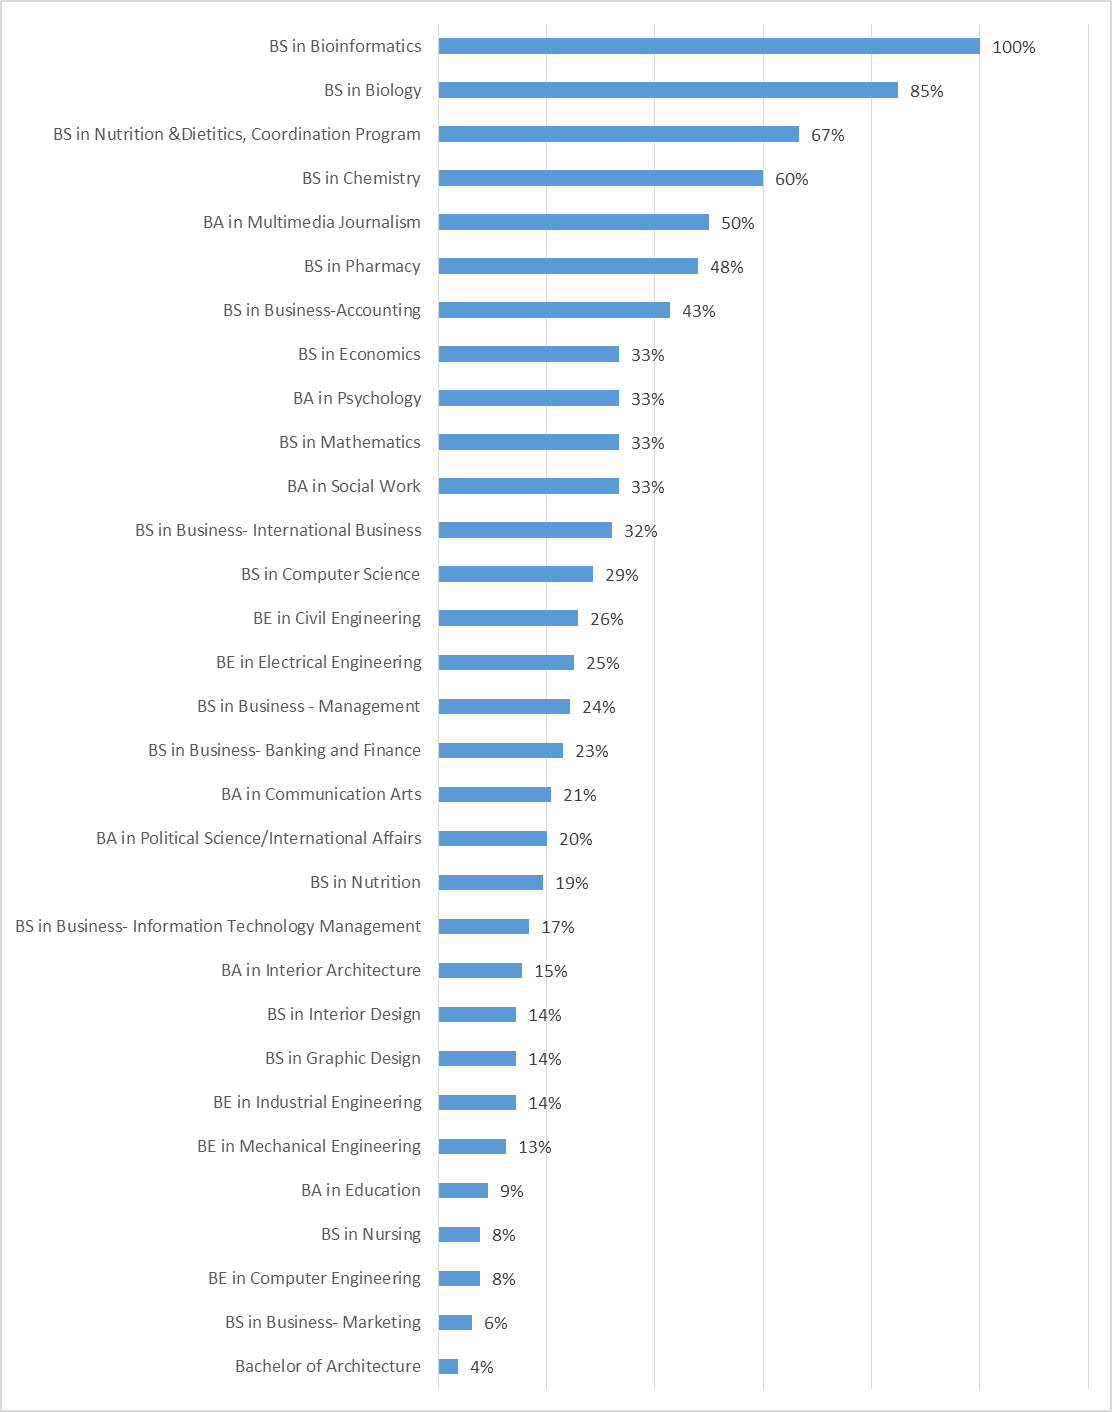 BS in Bioinformatics 100%
BS in Biology 85%
BS in Nutrition &Dietitics, Coordination Program 67%
BS in Chemistry 60%
BA in Multimedia Journalism 50%
BS in Pharmacy 48%
BS in Business-Accounting 43%
BS in Economics 33%
BA in Psychology 33%
BS in Mathematics 33%
BA in Social Work 33%
BS in Business- International Business 32%
BS in Computer Science 29%
BE in Civil Engineering 26%
BE in Electrical Engineering 25%
BS in Business - Management 24%
BS in Business- Banking and Finance 23%
BA in Communication Arts 21%
BA in Political Science/International Affairs 20%
BS in Nutrition 19%
BS in Business- Information Technology Management 17%
BA in Interior Architecture 15%
BS in Interior Design 14%
BS in Graphic Design 14%
BE in Industrial Engineering 14%
BE in Mechanical Engineering 13%
BA in Education 9%
BS in Nursing 8%
BE in Computer Engineering 8%
BS in Business- Marketing 6%
Bachelor of Architecture 4%